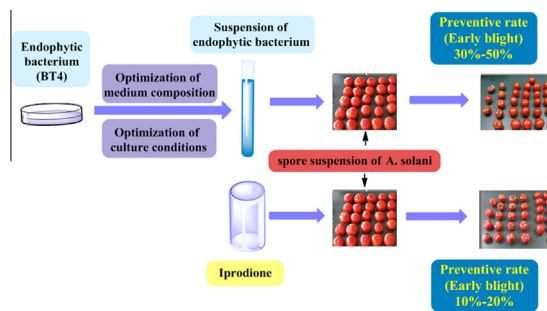 Endophytic
bacterium
(BT4)
Optimization of
medium composition
Optimization of
culture conditions
Suspension of
endophytic bacterium
Preventive rate
(Early blight)
30%-50%
spore suspension of A. solani
Iprodione
Preventive rate
(Early blight)
10%-20%